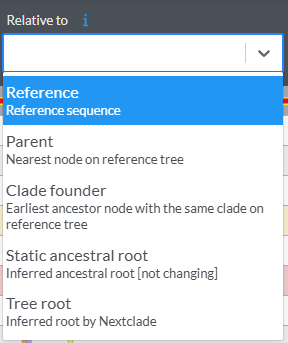 Relative to i
Reference
Reference sequence
Parent
Nearest node on reference tree
Clade founder
Earliest ancestor node with the same clade on
reference tree
Static ancestral root
Inferred ancestral root [not changing]
Tree root
Inferred root by Nextclade